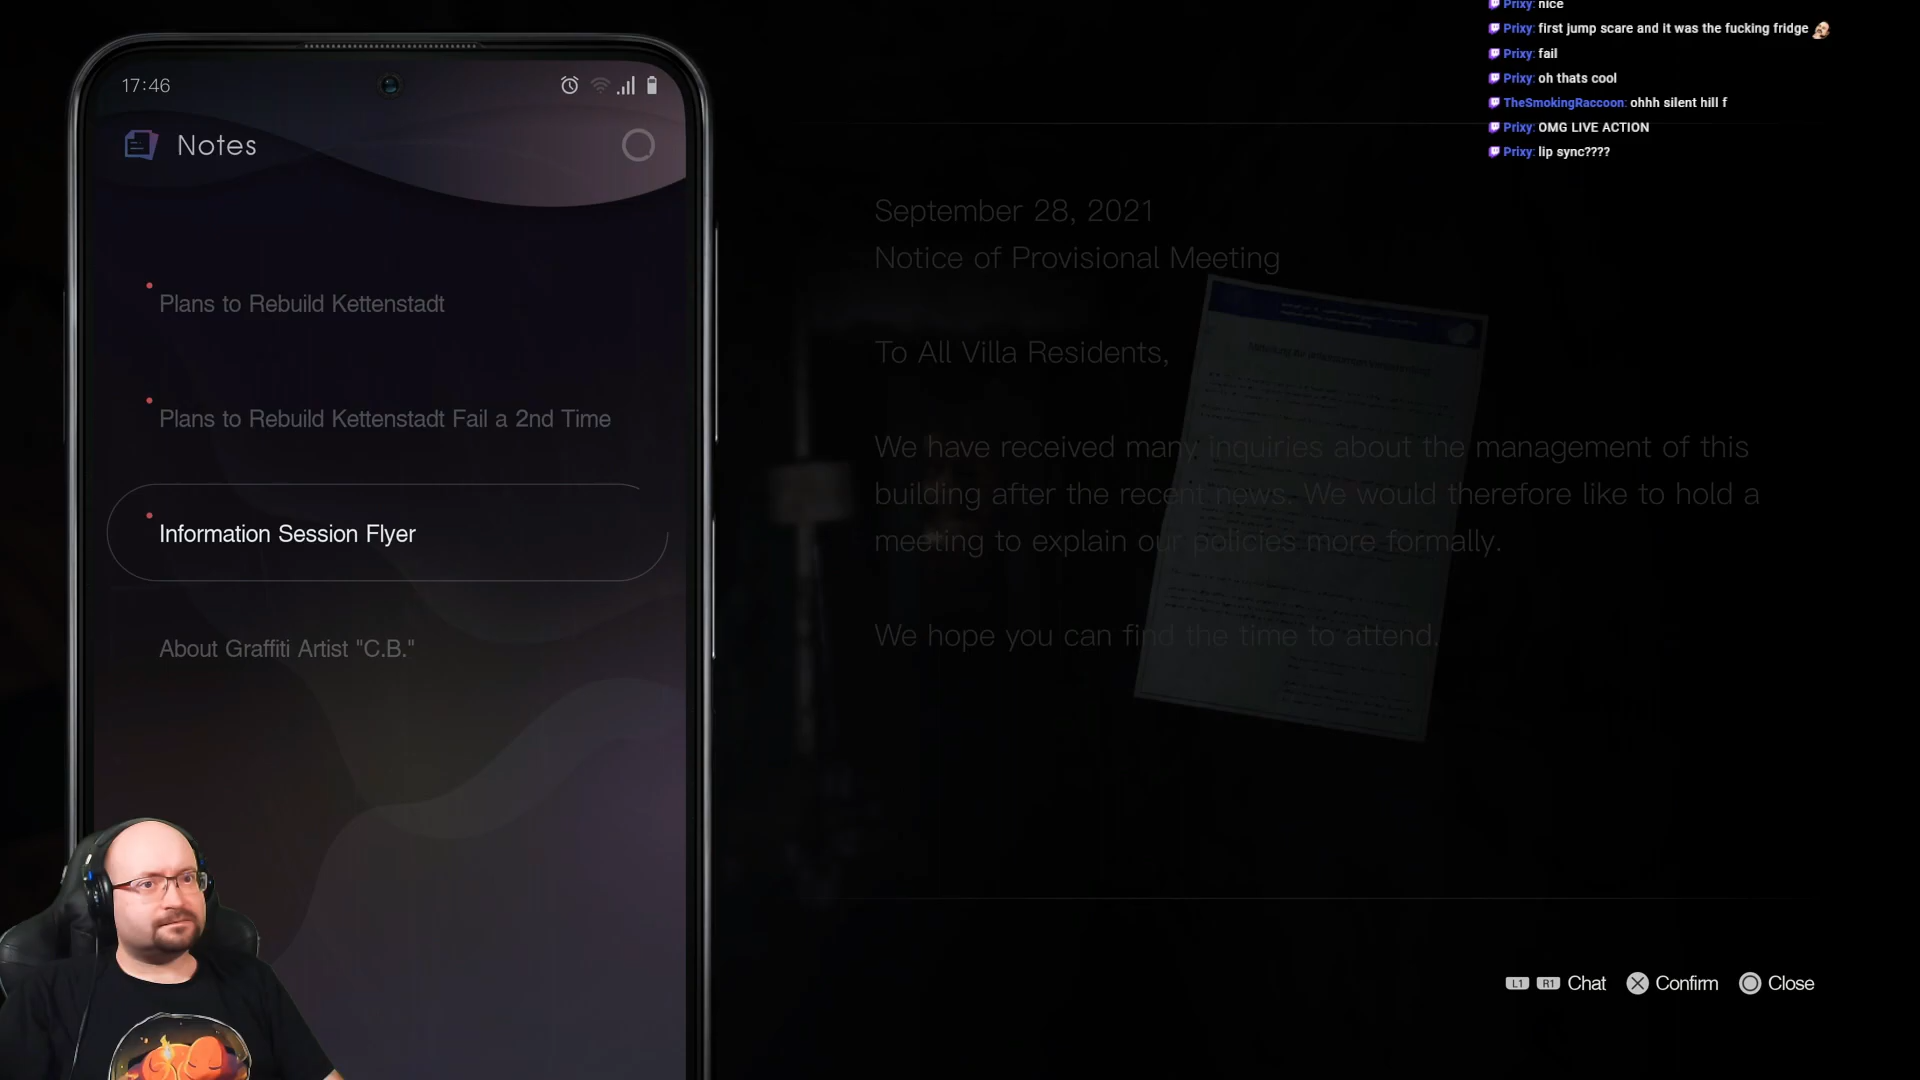 Prixy: nice
Prixy: first jump scare and it was the fucking fridge
Prixy: fail
Prixy: oh thats cool
TheSmokingRaccoon: ohhh silent hill f
Prixy: OMG LIVE ACTION
Prixy: lip sync????
17:46
Notes
Plans to Rebuild Kettenstadt
Plans to Rebuild Kettenstadt Fail a 2nd Time
Information Session Flyer
About Graffiti Artist "C.B."
September 28, 2021
Notice of Provisional Meeting
To All Villa Residents,
We have received many inquiries about the management of this
building after the recent news. We would therefore like to hold a
meeting to explain our policies more formally.
We hope you can find the time to attend.
L1 R1 Chat Confirm Close